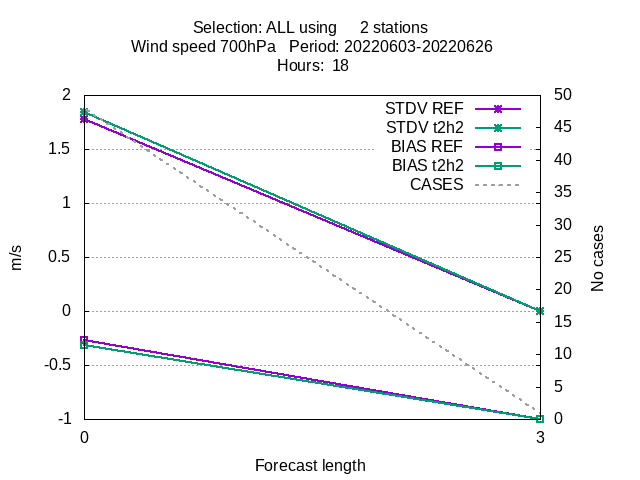 Selection: ALL using     2 stations
Wind speed 700hPa   Period: 20220603-20220626
Hours:  18
STDV REF
STDV t2h2
BIAS REF
BIAS t2h2
CASES
2
1.5
1
0.5
0
-0.5
-1
50
45
40
35
30
25
20
15
10
5
0
m/s
No cases
0
3
Forecast length